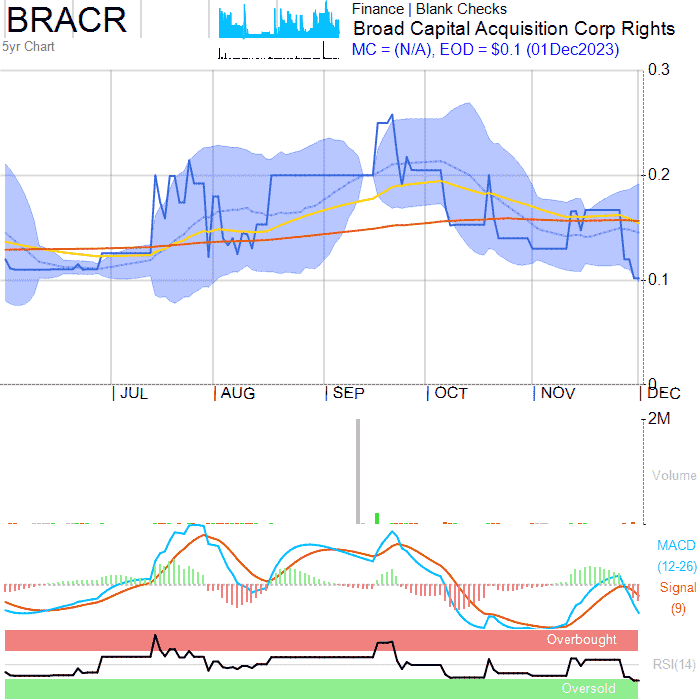 BRACR
5yr Chart
Finance | Blank Checks
Broad Capital Acquisition Corp Rights
MC = (N/A), EOD = $0.1 (01Dec2023)
0.3
0.2
0.1
0
JUL AUG SEP OCT NOV DEC
2M
Volume
MACD
(12-26)
Signal
(9)
Overbought
RSI(14)
Oversold